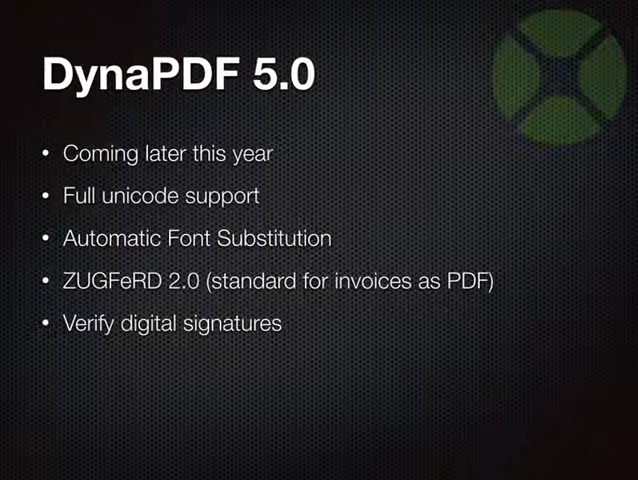 DynaPDF 5.0
• Coming later this year
• Full unicode support
• Automatic Font Substitution
• ZUGFeRD 2.0 (standard for invoices as PDF)
• Verify digital signatures